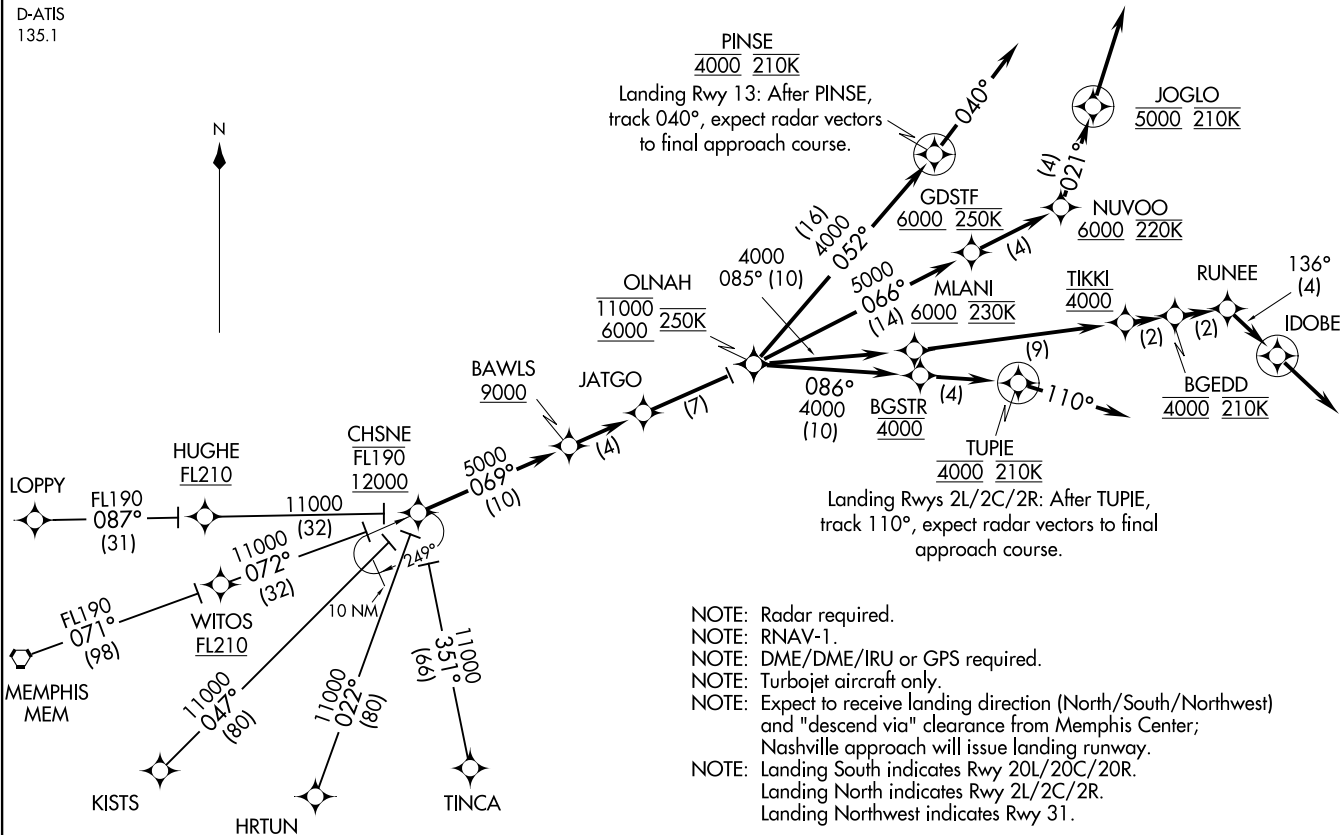 D-ATIS
135.1
N
PINSE
4000 210K
Landing Rwy 13: After PINSE,
track 040°, expect radar vectors
to final approach course.
040°
JOGLO
5000 210K
(4)
021°
GDSTF
6000 250K
NUVOO
6000 220K
(4)
(16)
4000
052°
4000
085° (10)
5000
066°
(14)
OLNAH
11000
6000
250K
MLANI
6000 230K
TIKKI
4000
RUNEE
136°
(4)
IDOBE
(9)
(2)
(2)
BGEDD
4000 210K
086°
4000
(10)
BGSTR
4000
(4)
110°
TUPIE
4000 210K
Landing Rwys 2L/2C/2R: After TUPIE,
track 110°, expect radar vectors to final
approach course.
BAWLS
9000
JATGO
(7)
(4)
CHSNE
FL190
12000
5000
069°
(10)
HUGHE
FL210
LOPPY
FL190
087°
(31)
11000
(32)
11000
072°
(32)
249°
10 NM
WITOS
FL210
FL190
071°
(98)
MEMPHIS
MEM
11000
047°
(80)
KISTS
11000
022°
(80)
HRTUN
11000
351°
(66)
TINCA
NOTE: Radar required.
NOTE: RNAV-1.
NOTE: DME/DME/IRU or GPS required.
NOTE: Turbojet aircraft only.
NOTE: Expect to receive landing direction (North/South/Northwest)
and "descend via" clearance from Memphis Center;
Nashville approach will issue landing runway.
NOTE: Landing South indicates Rwy 20L/20C/20R.
Landing North indicates Rwy 2L/2C/2R.
Landing Northwest indicates Rwy 31.